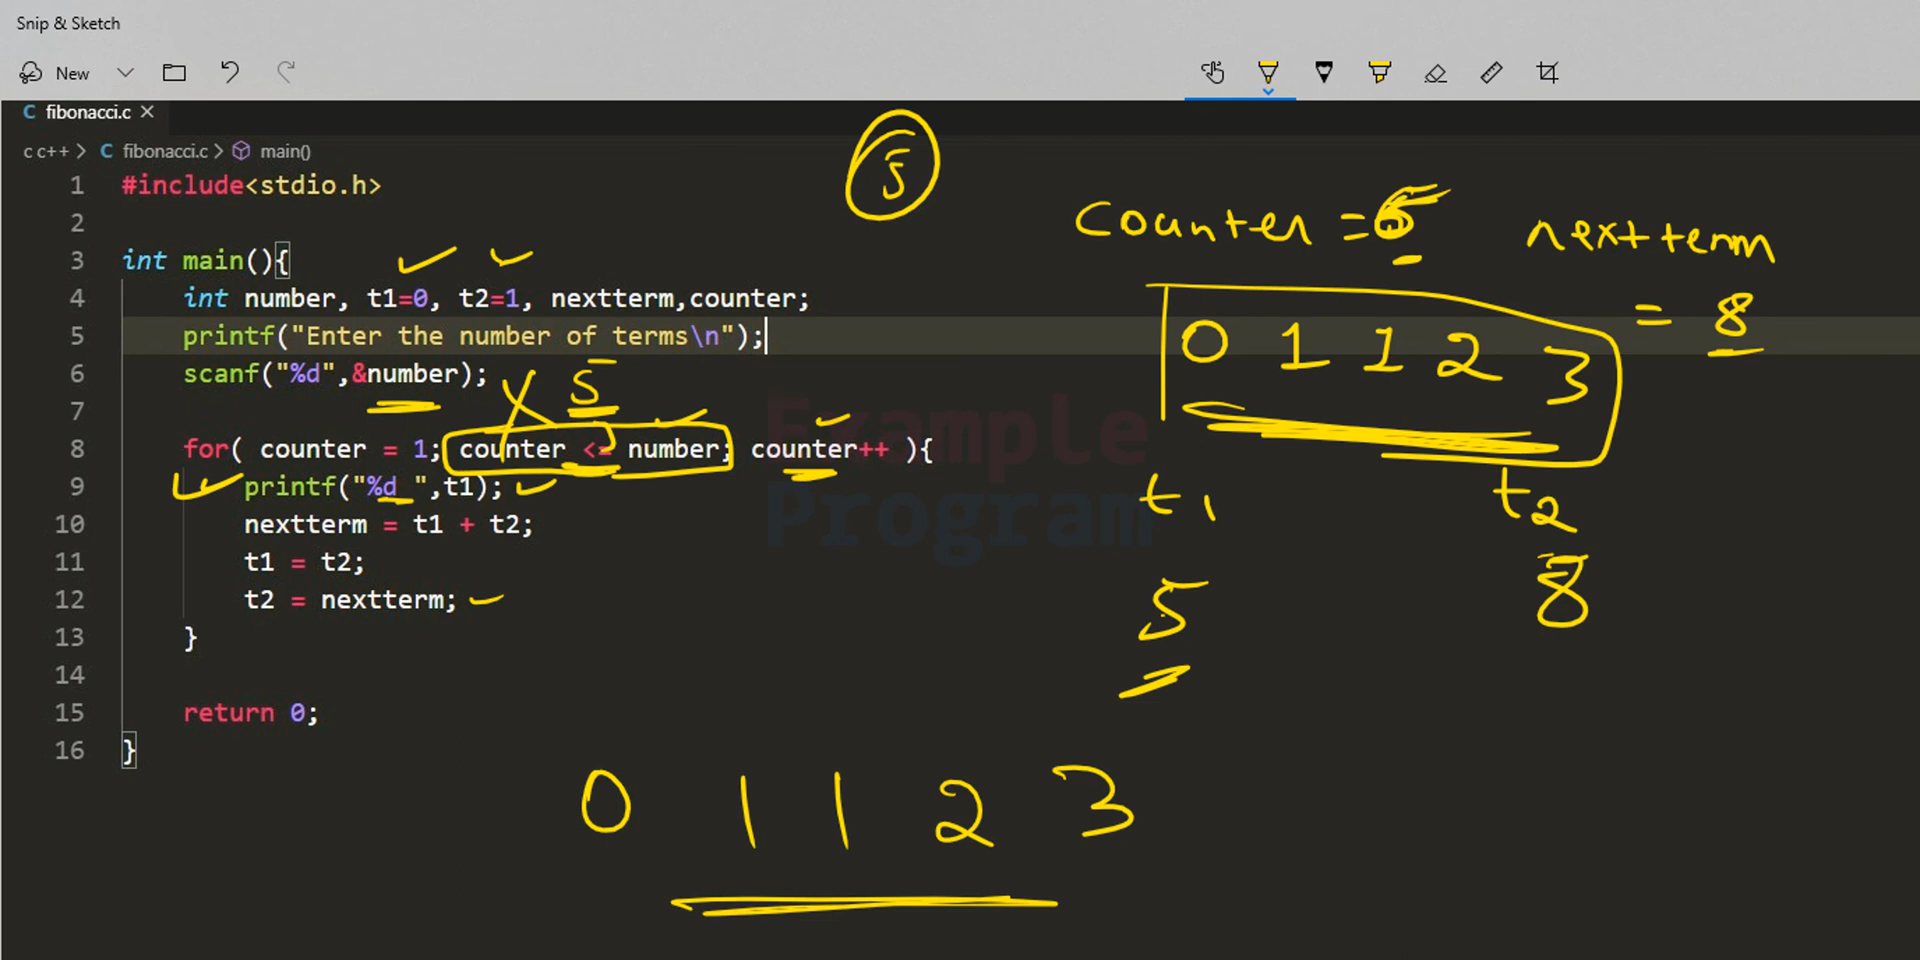 Snip & Sketch
New
fibonacci.c
c c++ > C fibonacci.c > main()
5
1 #include<stdio.h>
counter =
nextterm
2
3 int main(){
4 int number, t1=0, t2=1, nextterm,counter;
= 8
5 printf("Enter the number of terms\n");
0 1 1 2 3
6 scanf("%d",&number);
5
7
8 for( counter = 1; counter <= number; counter++ ){
Example
Program
9 printf("%d ",t1);
t1 t2
10 nextterm = t1 + t2;
11 t1 = t2;
12 t2 = nextterm;
5 8
13 }
14
15 return 0;
16 }
0 1 1 2 3